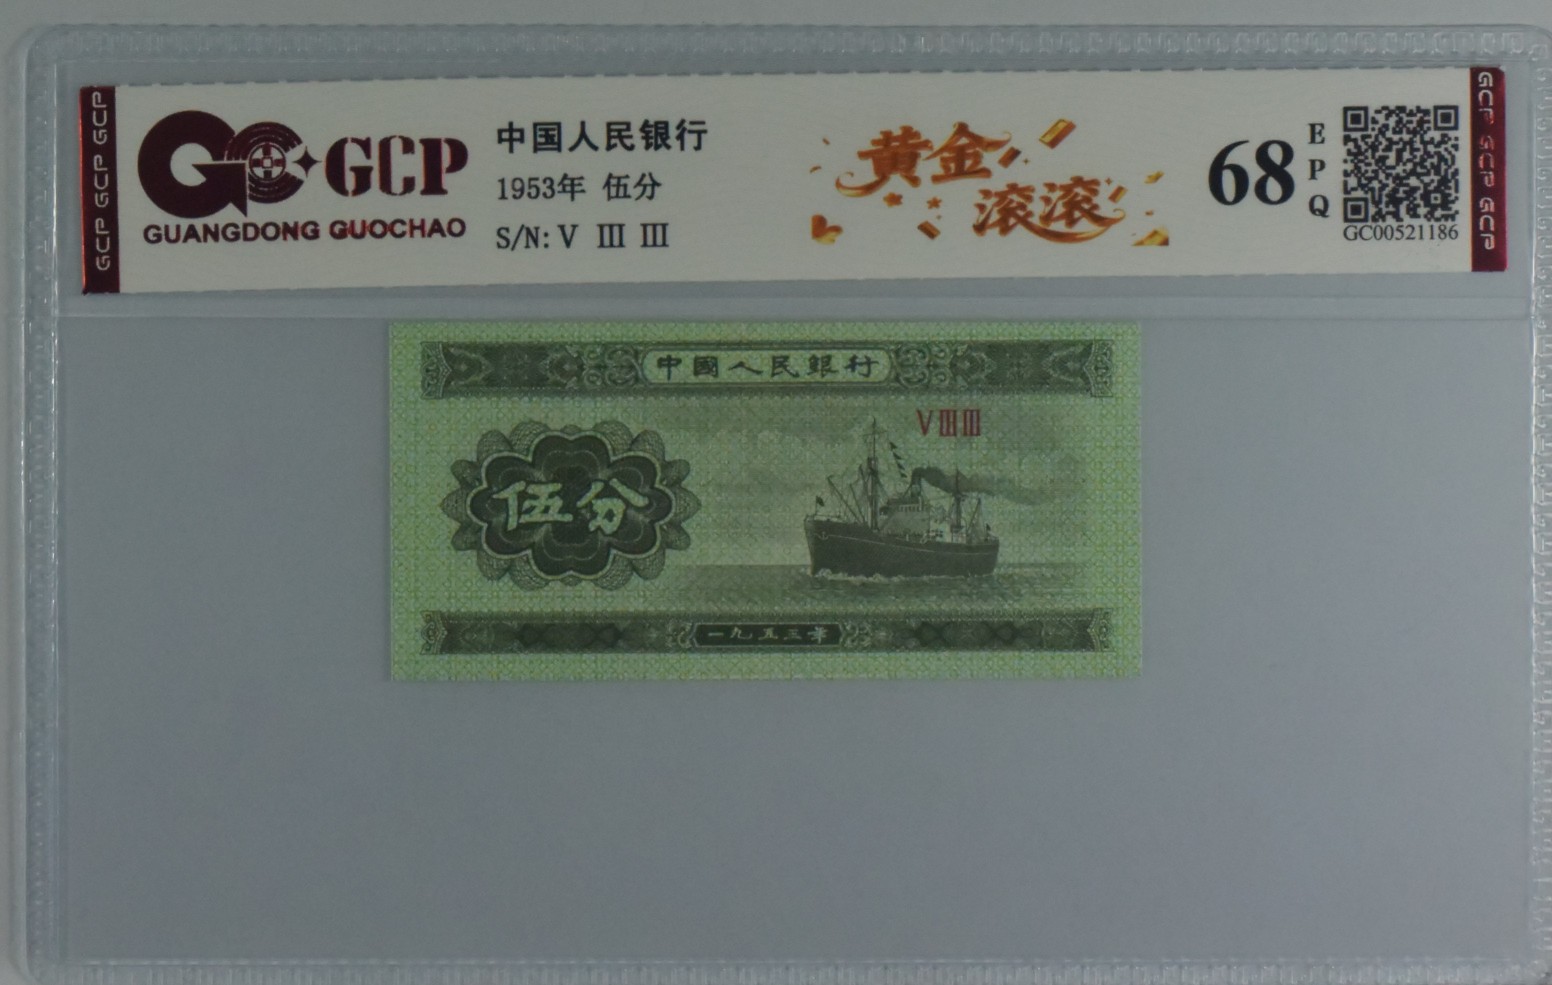 GCP GCP GCP
GCP
GUANGDONG GUOCHAO
中国人民银行
1953年 伍分
S/N: V III III
黄金
滚滚
68
EPQ
GC00521186
GCP GCP GCP
中國人民銀行
VIIIIII
伍分
一九五三年